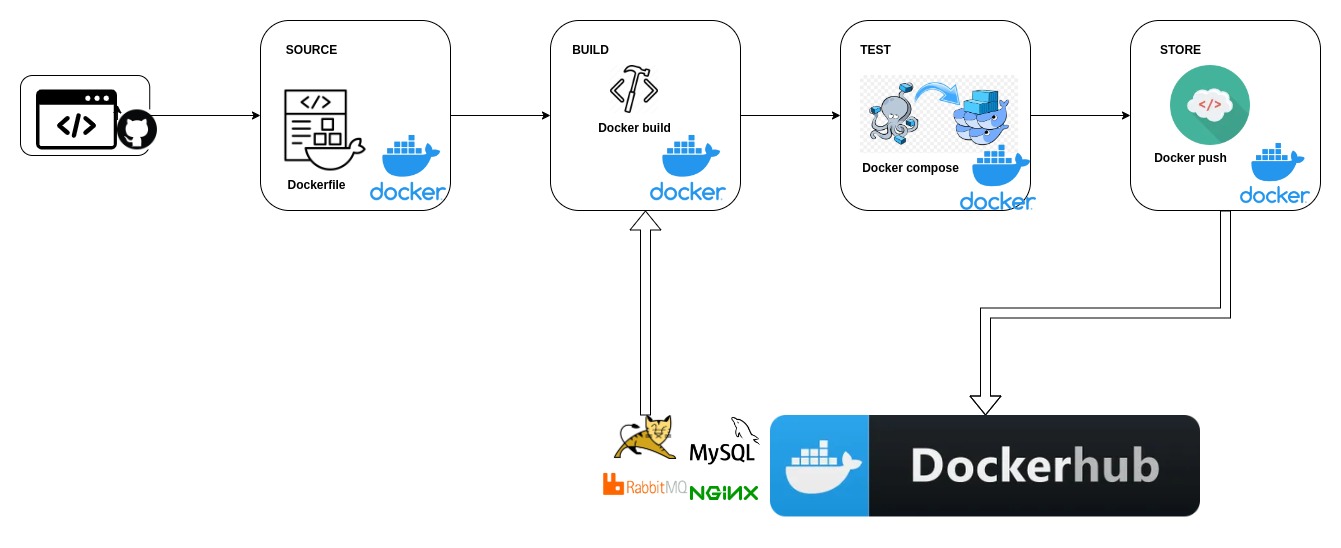 SOURCE
BUILD
TEST
STORE
</>
</>
Dockerfile
docker
Docker build
docker
Docker compose
docker
</>
Docker push
docker
MySQL
RabbitMQ
NGINX
Dockerhub